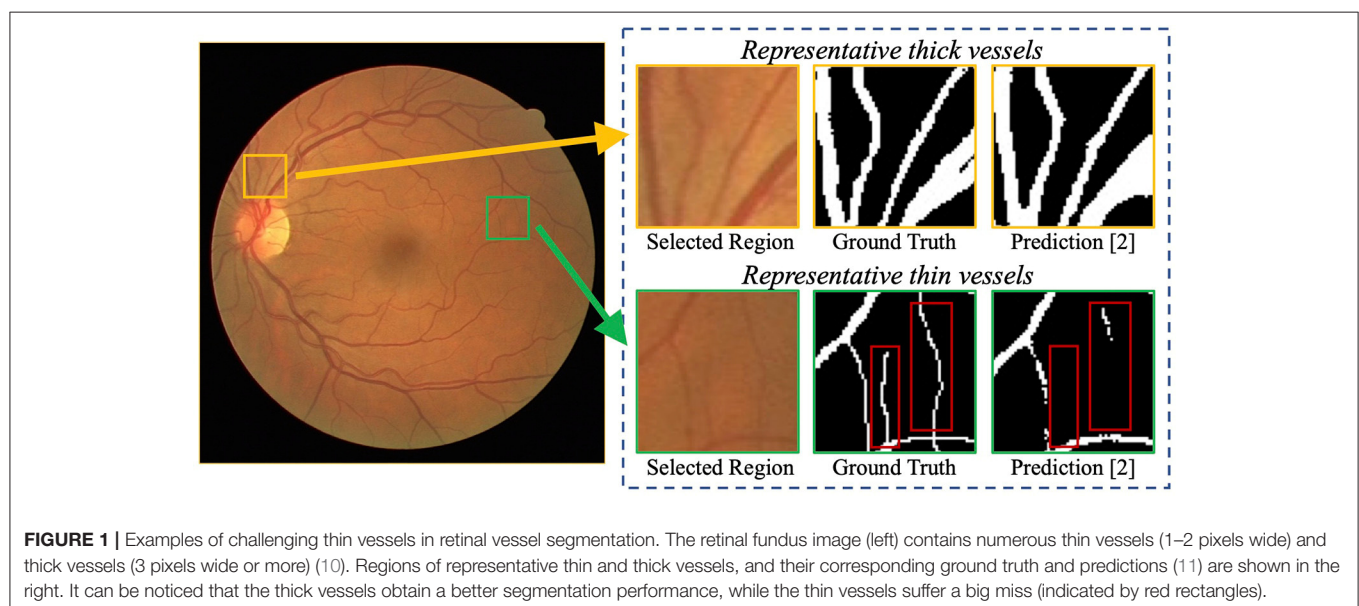 Representative thick vessels
Selected Region
Ground Truth
Prediction [2]
Representative thin vessels
Selected Region
Ground Truth
Prediction [2]
FIGURE 1 | Examples of challenging thin vessels in retinal vessel segmentation. The retinal fundus image (left) contains numerous thin vessels (1–2 pixels wide) and
thick vessels (3 pixels wide or more) (10). Regions of representative thin and thick vessels, and their corresponding ground truth and predictions (11) are shown in the
right. It can be noticed that the thick vessels obtain a better segmentation performance, while the thin vessels suffer a big miss (indicated by red rectangles).